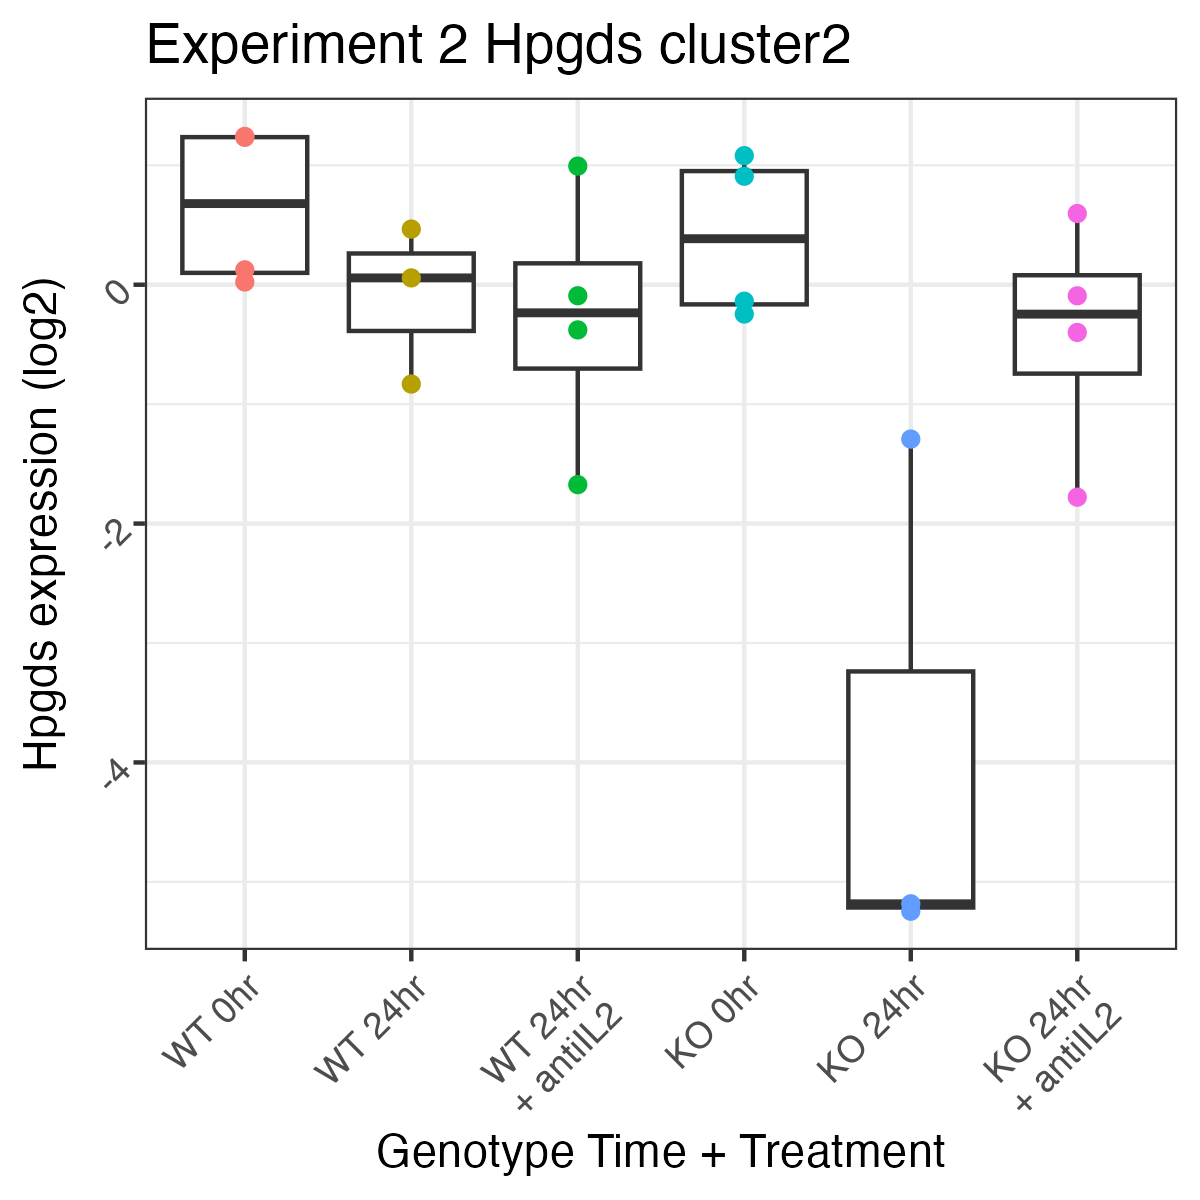 Experiment 2 Hpgds cluster2
Hpgds expression (log2)
0
-2
-4
WT 0hr
WT 24hr
WT 24hr
+ antiIL2
KO 0hr
KO 24hr
KO 24hr
+ antiIL2
Genotype Time + Treatment